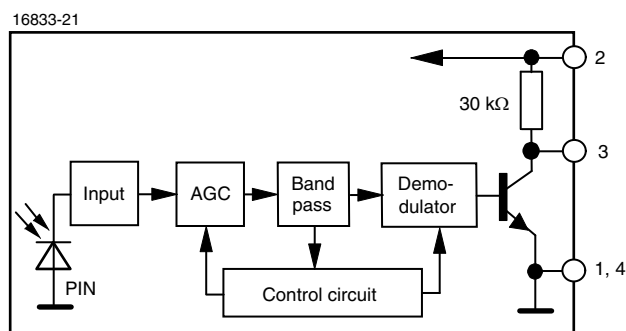 16833-21
2
30 kΩ
3
Input
AGC
Band
pass
Demo-
dulator
1, 4
PIN
Control circuit